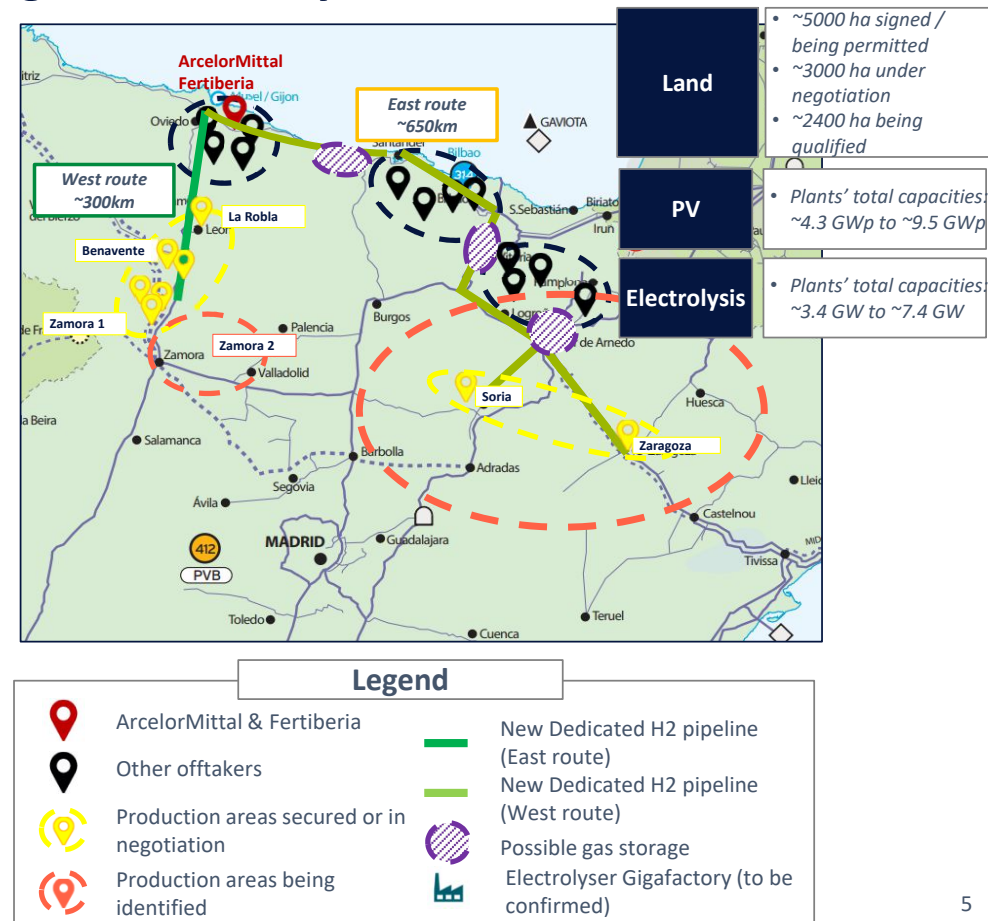 ArcelorMittal
Fertiberia
Musel / Gijon
Oviedo
East route
~650km
GAVIOTA
Santander
Bilbao
314
West route
~300km
S.Sebastián
Biriato
Irun
La Robla
León
Benavente
Burgos
Palencia
Zamora 1
Zamora 2
Zamora
Valladolid
de Arnedo
Soria
Huesca
Zaragoza
la Beira
Salamanca
Barbolla
Adradas
Segovia
Ávila
Castelnou
412
PVB
MADRID
Guadalajara
Tivissa
Toledo
Teruel
Cuenca
Land
• ~5000 ha signed /
being permitted
• ~3000 ha under
negotiation
• ~2400 ha being
qualified
PV
• Plants' total capacities:
~4.3 GWp to ~9.5 GWp
Electrolysis
• Plants' total capacities:
~3.4 GW to ~7.4 GW
Legend
ArcelorMittal & Fertiberia
Other offtakers
Production areas secured or in
negotiation
Production areas being
identified
New Dedicated H2 pipeline
(East route)
New Dedicated H2 pipeline
(West route)
Possible gas storage
Electrolyser Gigafactory (to be
confirmed)
5